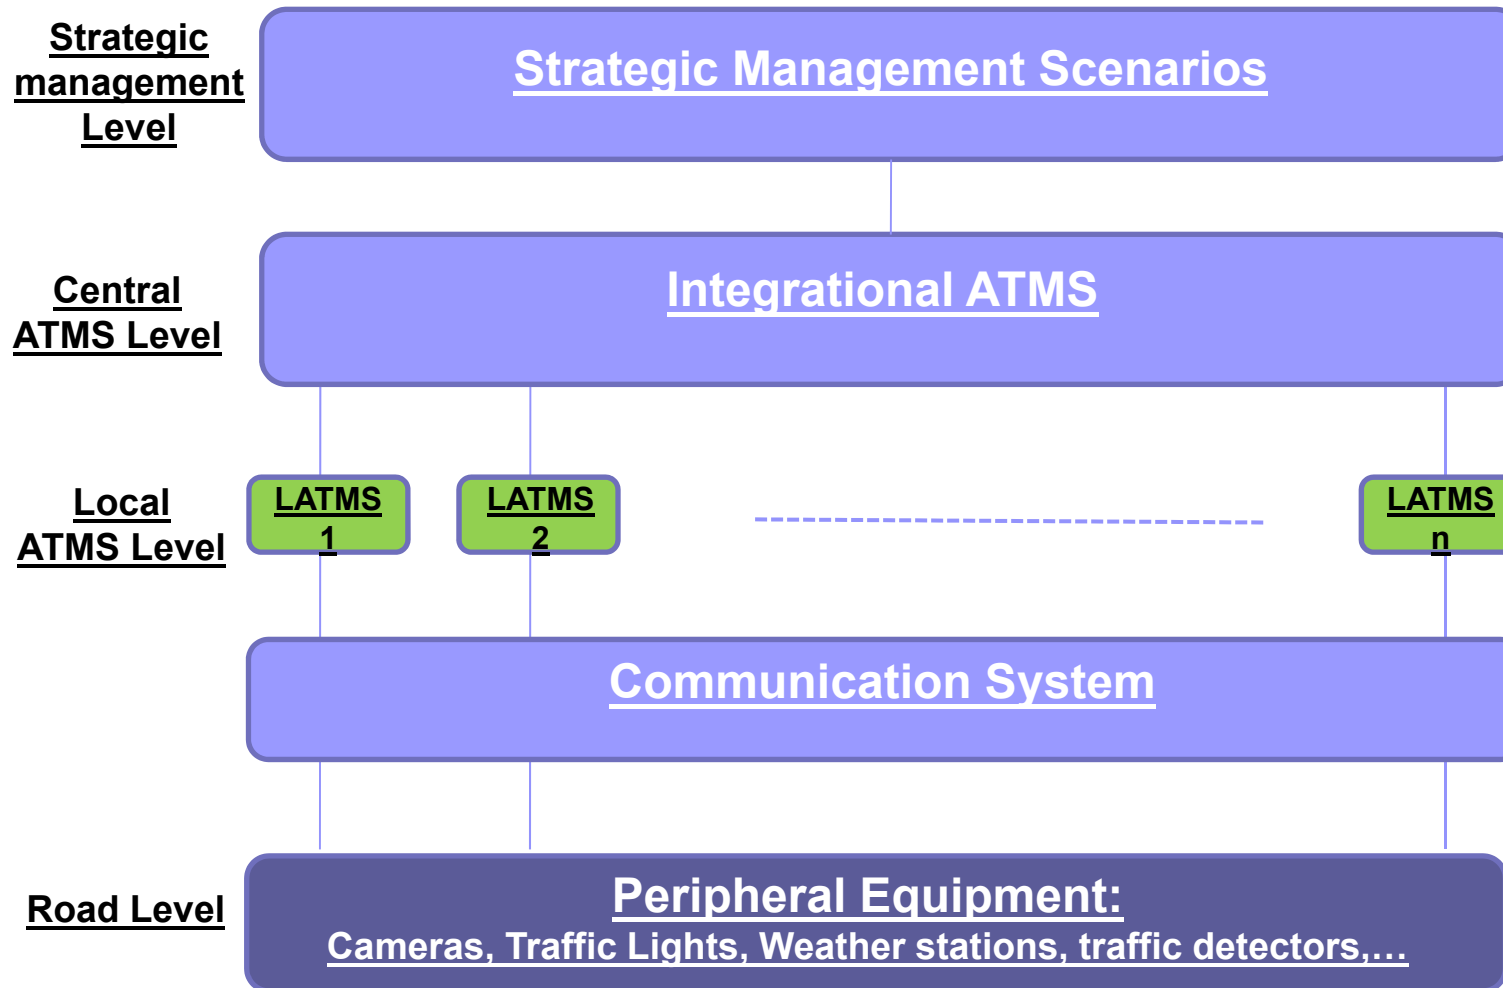 Strategic
management
Level
Strategic Management Scenarios
Central
ATMS Level
Integrational ATMS
Local
ATMS Level
LATMS
1
LATMS
2
LATMS
n
Communication System
Road Level
Peripheral Equipment:
Cameras, Traffic Lights, Weather stations, traffic detectors,…